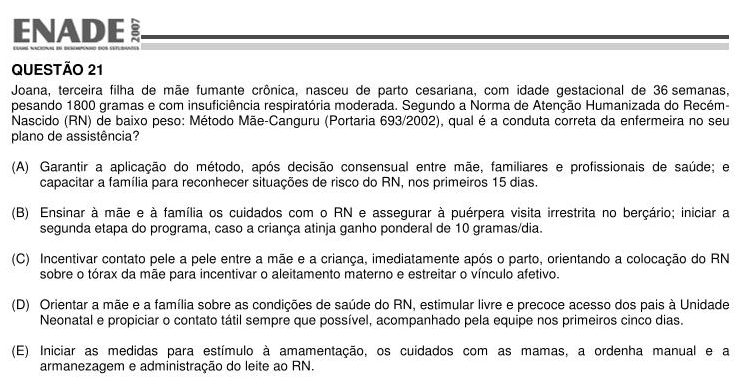 ENADE 2007
EXAME NACIONAL DE DESEMPENHO DOS ESTUDANTES
QUESTÃO 21
Joana, terceira filha de mãe fumante crônica, nasceu de parto cesariana, com idade gestacional de 36 semanas,
pesando 1800 gramas e com insuficiência respiratória moderada. Segundo a Norma de Atenção Humanizada do Recém-
Nascido (RN) de baixo peso: Método Mãe-Canguru (Portaria 693/2002), qual é a conduta correta da enfermeira no seu
plano de assistência?
(A) Garantir a aplicação do método, após decisão consensual entre mãe, familiares e profissionais de saúde; e
capacitar a família para reconhecer situações de risco do RN, nos primeiros 15 dias.
(B) Ensinar à mãe e à família os cuidados com o RN e assegurar à puérpera visita irrestrita no berçário; iniciar a
segunda etapa do programa, caso a criança atinja ganho ponderal de 10 gramas/dia.
(C) Incentivar contato pele a pele entre a mãe e a criança, imediatamente após o parto, orientando a colocação do RN
sobre o tórax da mãe para incentivar o aleitamento materno e estreitar o vínculo afetivo.
(D) Orientar a mãe e a família sobre as condições de saúde do RN, estimular livre e precoce acesso dos pais à Unidade
Neonatal e propiciar o contato tátil sempre que possível, acompanhado pela equipe nos primeiros cinco dias.
(E) Iniciar as medidas para estímulo à amamentação, os cuidados com as mamas, a ordenha manual e a
armanezagem e administração do leite ao RN.